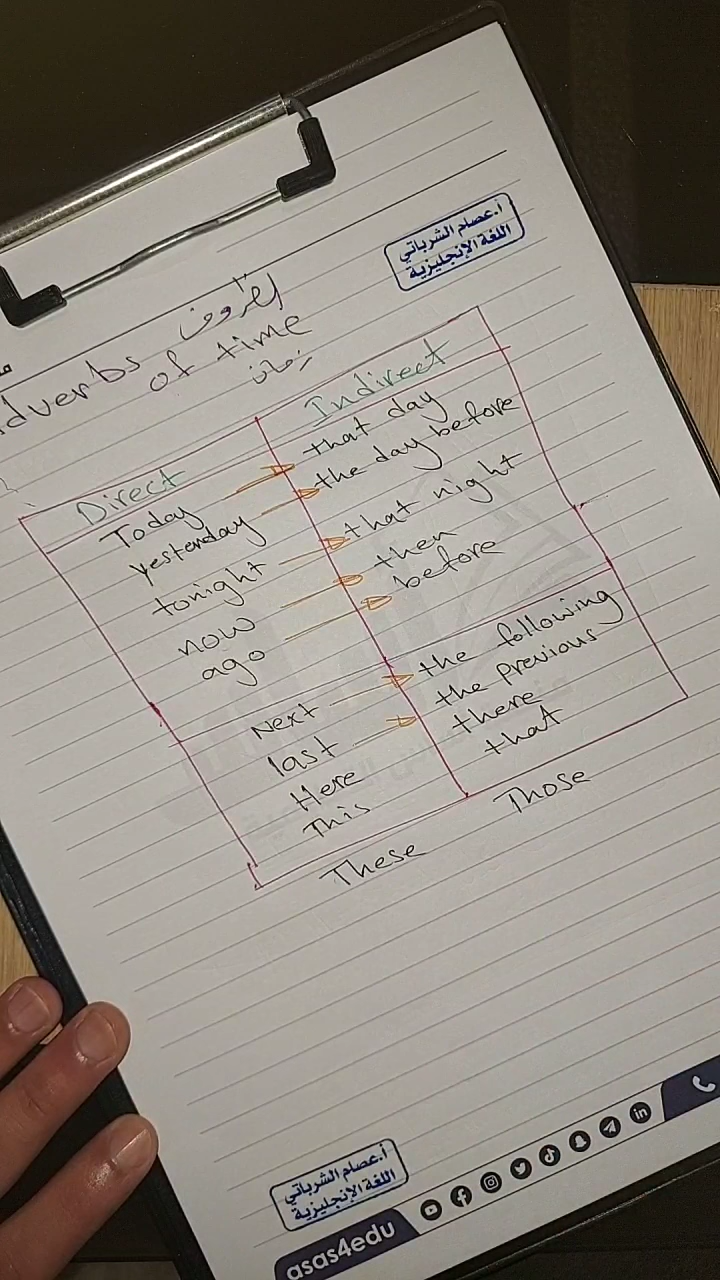 أ.عصام الشرباتي
اللغة الإنجليزية
الظروف
adverbs of time
زمان
Direct Indirect
Today that day
yesterday the day before
tonight that night
now then
ago before
Next the following
last the previous
Here there
This that
These Those
أ.عصام الشرباتي
اللغة الإنجليزية
asas4edu